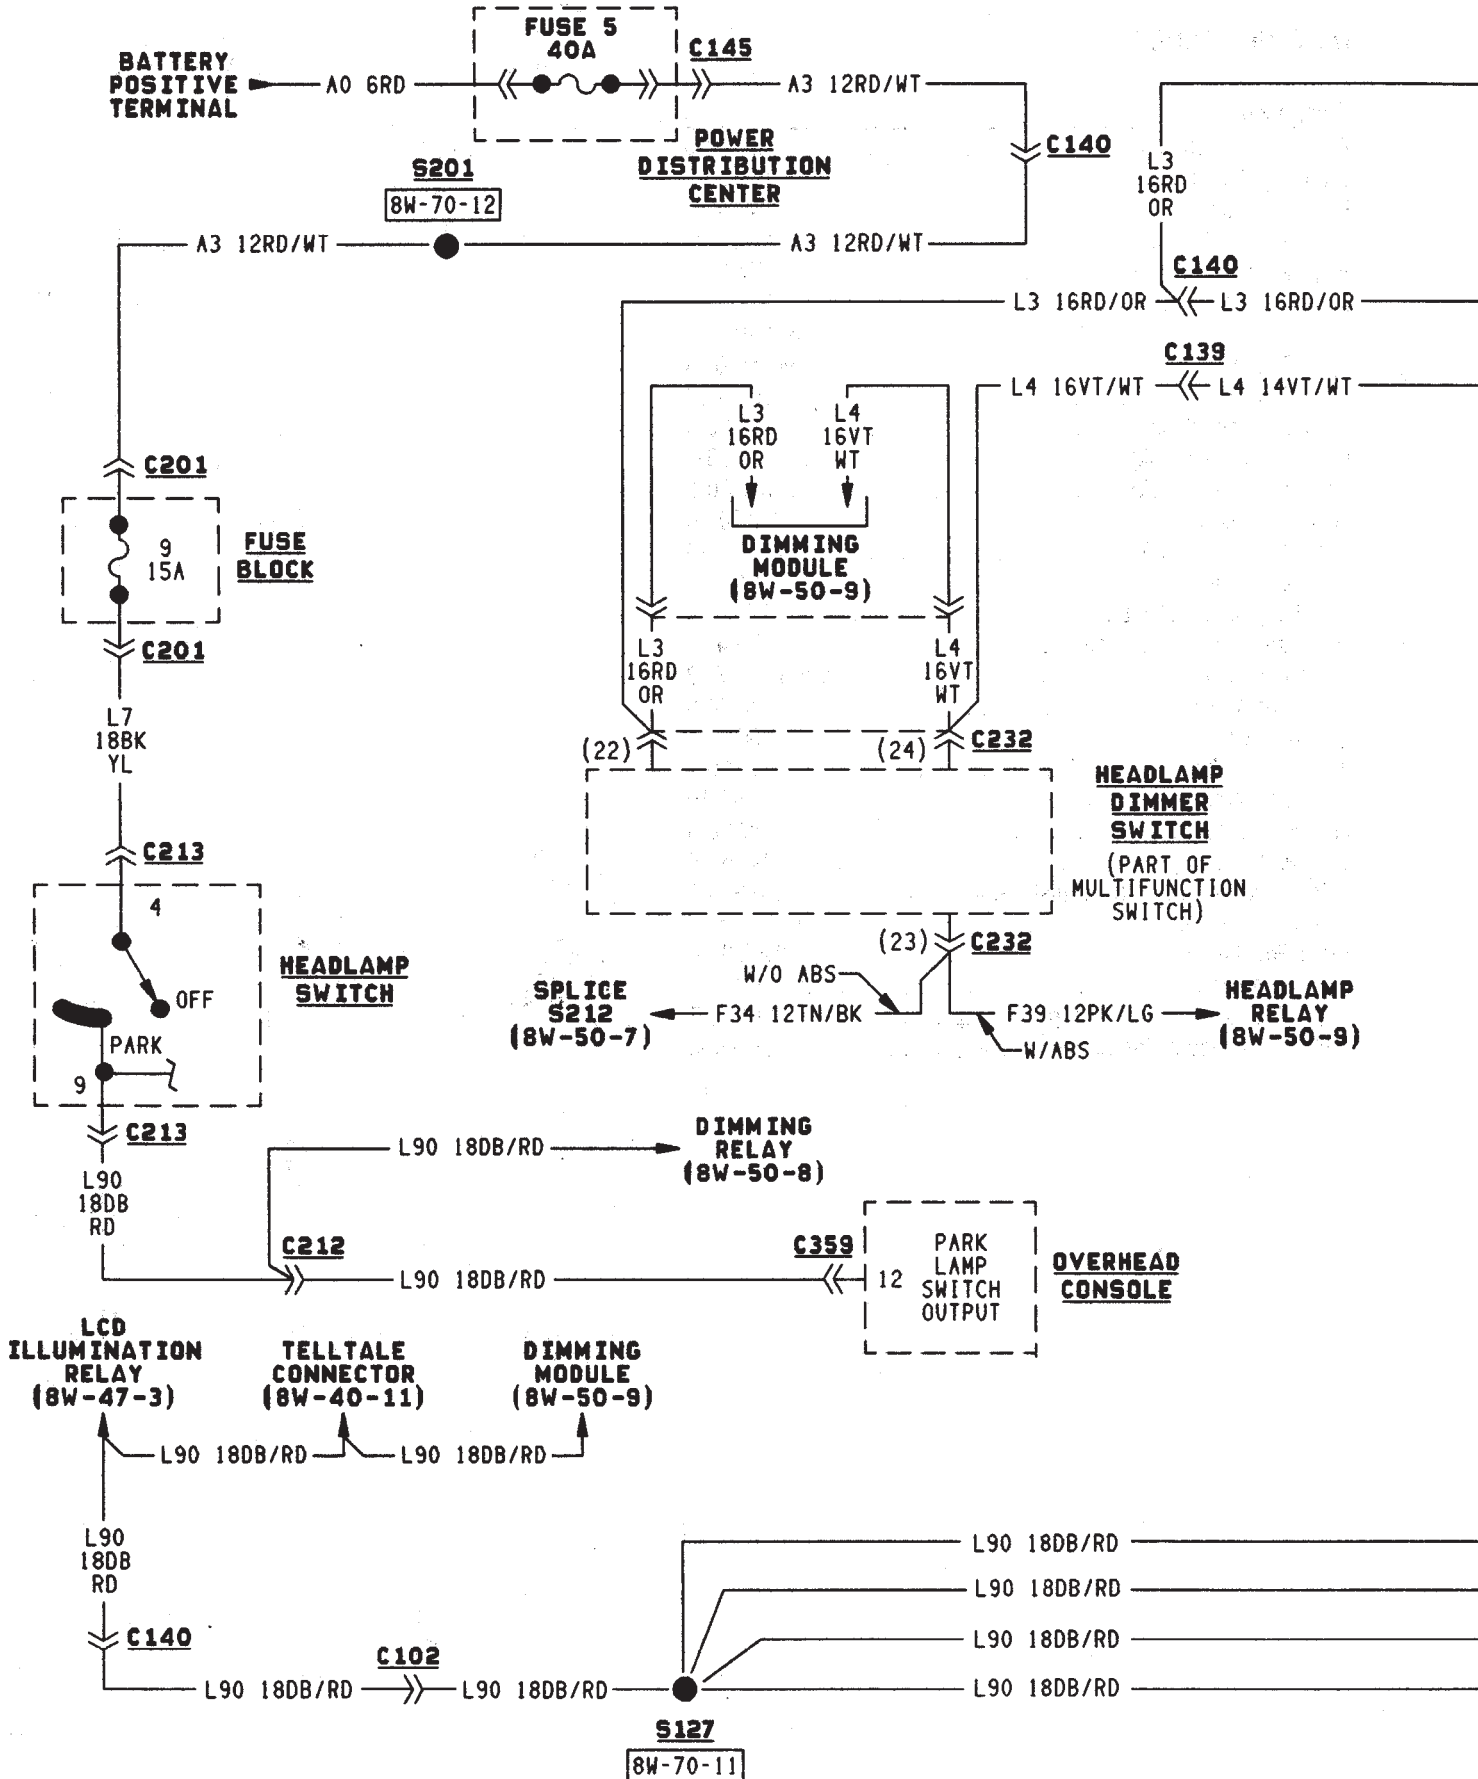 FUSE 5
40A
C145
BATTERY
POSITIVE
TERMINAL
A0 6RD
A3 12RD/WT
POWER
DISTRIBUTION
CENTER
C140
L3
16RD
OR
S201
8W-70-12
A3 12RD/WT
A3 12RD/WT
C140
L3 16RD/OR
L3 16RD/OR
C139
L4 16VT/WT
L4 14VT/WT
L3
16RD
OR
L4
16VT
WT
DIMMING
MODULE
(8W-50-9)
C201
9
15A
FUSE
BLOCK
C201
L3
16RD
OR
L4
16VT
WT
L7
18BK
YL
(22)
(24)
C232
HEADLAMP
DIMMER
SWITCH
(PART OF
MULTIFUNCTION
SWITCH)
C213
4
OFF
PARK
9
HEADLAMP
SWITCH
(23)
C232
W/O ABS
SPLICE
S212
(8W-50-7)
F34 12TN/BK
F39 12PK/LG
W/ABS
HEADLAMP
RELAY
(8W-50-9)
C213
L90
18DB
RD
L90 18DB/RD
DIMMING
RELAY
(8W-50-8)
C212
L90 18DB/RD
C359
12
PARK
LAMP
SWITCH
OUTPUT
OVERHEAD
CONSOLE
LCD
ILLUMINATION
RELAY
(8W-47-3)
TELLTALE
CONNECTOR
(8W-40-11)
DIMMING
MODULE
(8W-50-9)
L90 18DB/RD
L90 18DB/RD
L90
18DB
RD
L90 18DB/RD
L90 18DB/RD
L90 18DB/RD
C140
C102
L90 18DB/RD
L90 18DB/RD
L90 18DB/RD
S127
8W-70-11